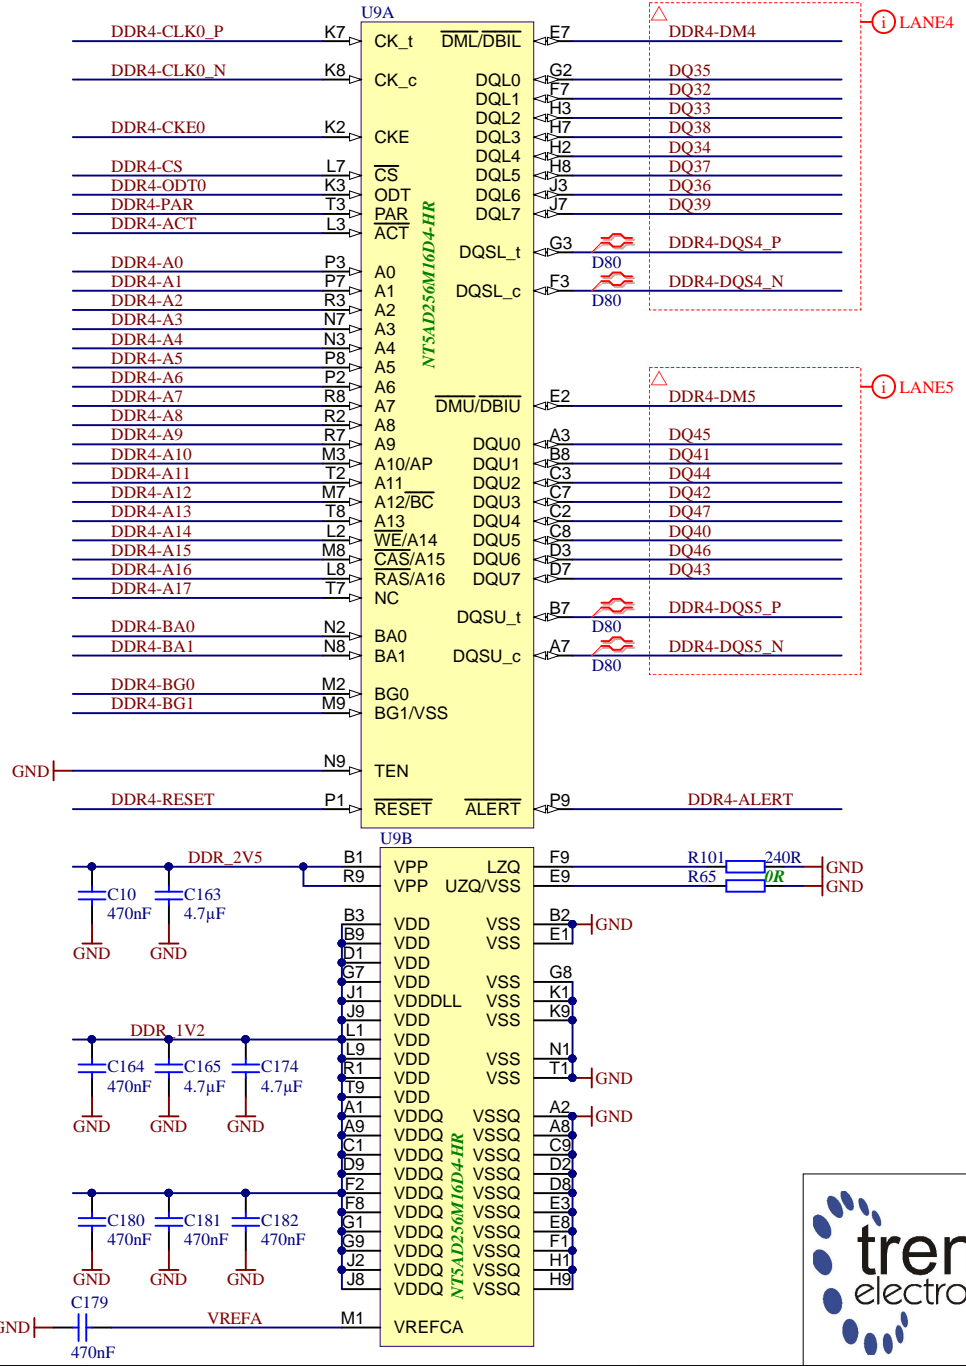 U9A
DDR4-CLK0_P K7 CK_t DML/DBIL E7 DDR4-DM4 i LANE4
DDR4-CLK0_N K8 CK_c DQL0 G2 DQ35
DQL1 F7 DQ32
DQL2 H3 DQ33
DDR4-CKE0 K2 CKE DQL3 H7 DQ38
DQL4 H2 DQ34
DDR4-CS L7 CS DQL5 H8 DQ37
DDR4-ODT0 K3 ODT DQL6 J3 DQ36
DDR4-PAR T3 PAR DQL7 J7 DQ39
DDR4-ACT L3 ACT
DQSL_t G3 D80 DDR4-DQS4_P
DDR4-A0 P3 A0
DDR4-A1 P7 A1 DQSL_c F3 D80 DDR4-DQS4_N
DDR4-A2 R3 A2
DDR4-A3 N7 A3
DDR4-A4 N3 A4
NT5AD256M16D4-HR
DDR4-A5 P8 A5
DDR4-A6 P2 A6
DDR4-A7 R8 A7 DMU/DBIU E2 DDR4-DM5 i LANE5
DDR4-A8 R2 A8
DDR4-A9 R7 A9 DQU0 A3 DQ45
DDR4-A10 M3 A10/AP DQU1 B8 DQ41
DDR4-A11 T2 A11 DQU2 C3 DQ44
DDR4-A12 M7 A12/BC DQU3 C7 DQ42
DDR4-A13 T8 A13 DQU4 C2 DQ47
DDR4-A14 L2 WE/A14 DQU5 C8 DQ40
DDR4-A15 M8 CAS/A15 DQU6 D3 DQ46
DDR4-A16 L8 RAS/A16 DQU7 D7 DQ43
DDR4-A17 T7 NC
DQSU_t B7 D80 DDR4-DQS5_P
DDR4-BA0 N2 BA0
DDR4-BA1 N8 BA1 DQSU_c A7 D80 DDR4-DQS5_N
DDR4-BG0 M2 BG0
DDR4-BG1 M9 BG1/VSS
GND N9 TEN
DDR4-RESET P1 RESET ALERT P9 DDR4-ALERT
U9B
DDR_2V5 B1 VPP LZQ F9 R101 240R GND
R9 VPP UZQ/VSS E9 R65 0R GND
C10 470nF GND
C163 4.7µF GND
B3 VDD VSS B2 GND
B9 VDD VSS E1
D1 VDD
G7 VDD VSS G8
J1 VDDDLL VSS K1
J9 VDD VSS K9
DDR_1V2 L1 VDD
L9 VDD VSS N1
R1 VDD VSS T1 GND
T9 VDD
C164 470nF GND
C165 4.7µF GND
C174 4.7µF GND
A1 VDDQ VSSQ A2 GND
A9 VDDQ VSSQ A8
C1 VDDQ VSSQ C9
D9 VDDQ VSSQ D2
F2 VDDQ VSSQ D8
F8 VDDQ VSSQ E3
G1 VDDQ VSSQ E8
G9 VDDQ VSSQ F1
J2 VDDQ VSSQ H1
J8 VDDQ VSSQ H9
NT5AD256M16D4-HR
C180 470nF GND
C181 470nF GND
C182 470nF GND
GND C179 470nF VREFA M1 VREFCA
tren
electro